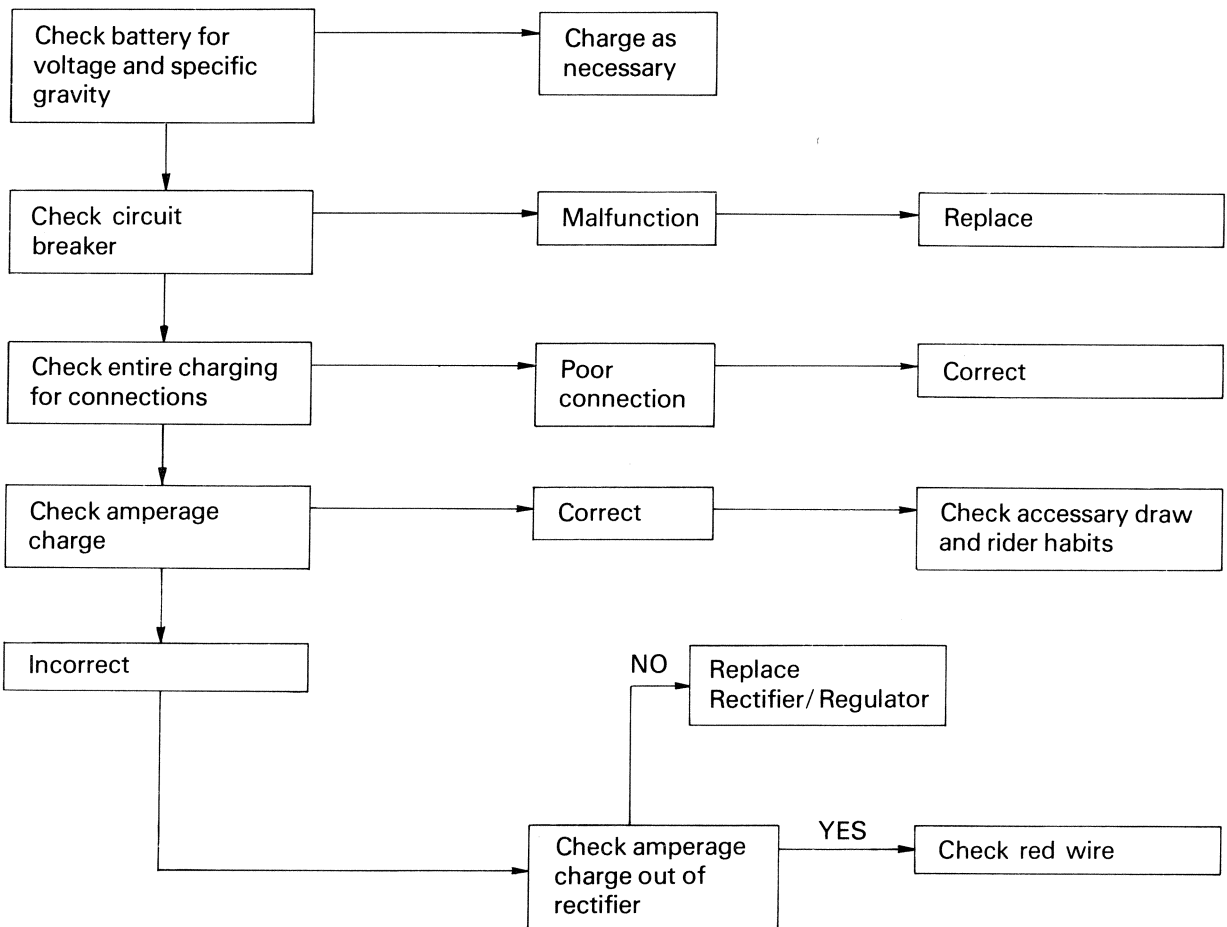 Check battery for
voltage and specific
gravity
Charge as
necessary
Check circuit
breaker
Malfunction
Replace
Check entire charging
for connections
Poor
connection
Correct
Check amperage
charge
Correct
Check accessary draw
and rider habits
Incorrect
NO
Replace
Rectifier/Regulator
Check amperage
charge out of
rectifier
YES
Check red wire